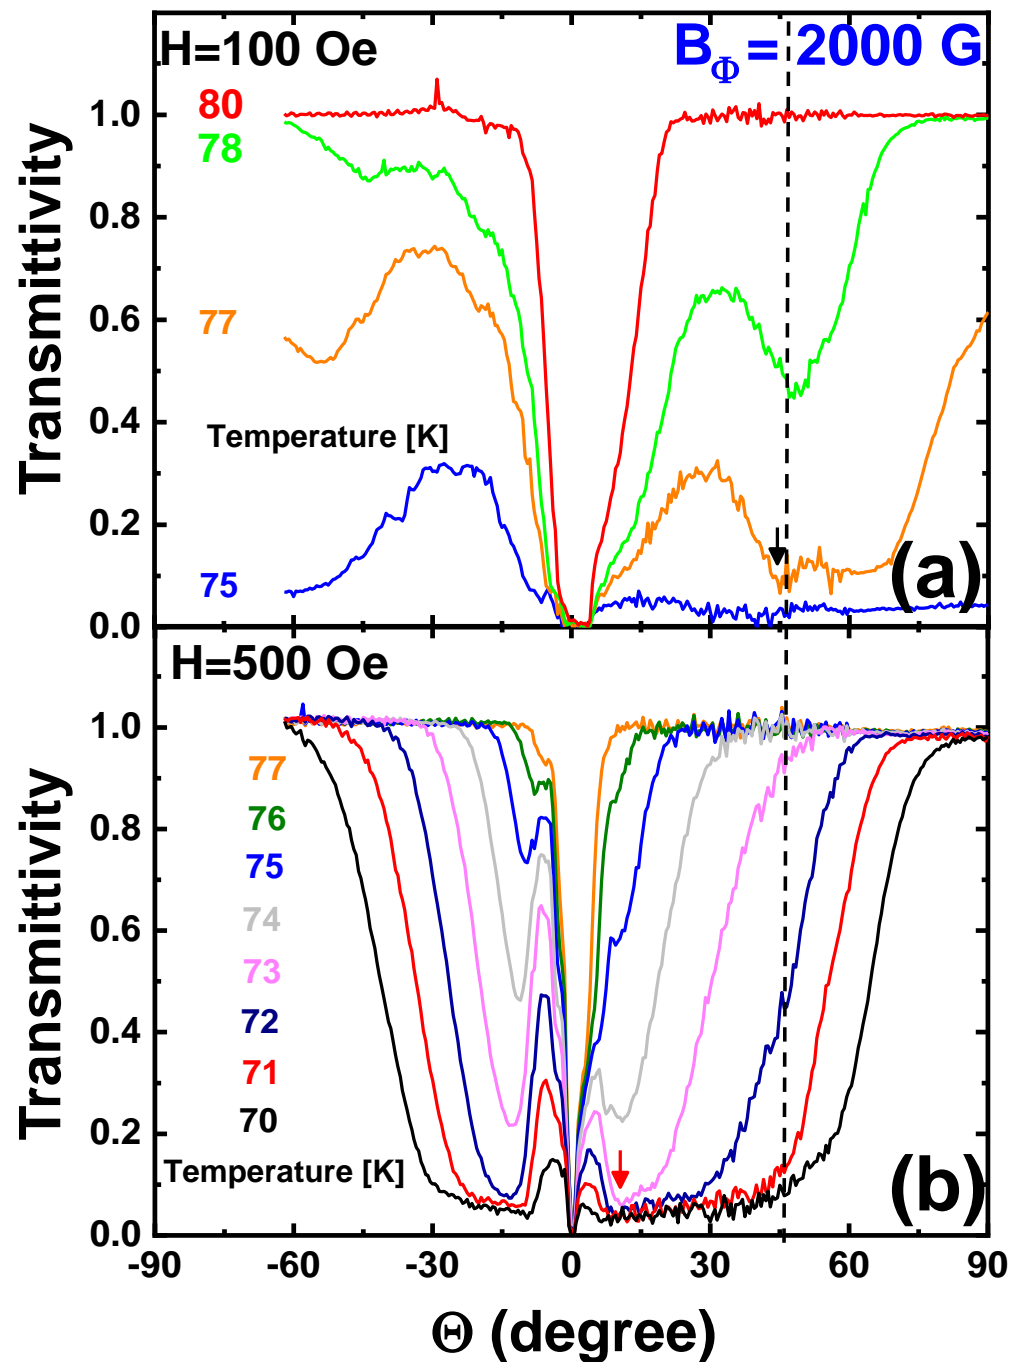 H=100 Oe
B_Φ = 2000 G
80
78
77
Temperature [K]
75
(a)
Transmittivity
1.0
0.8
0.6
0.4
0.2
0.0
H=500 Oe
77
76
75
74
73
72
71
70
Temperature [K]
(b)
Transmittivity
1.0
0.8
0.6
0.4
0.2
0.0
-90 -60 -30 0 30 60 90
Θ (degree)